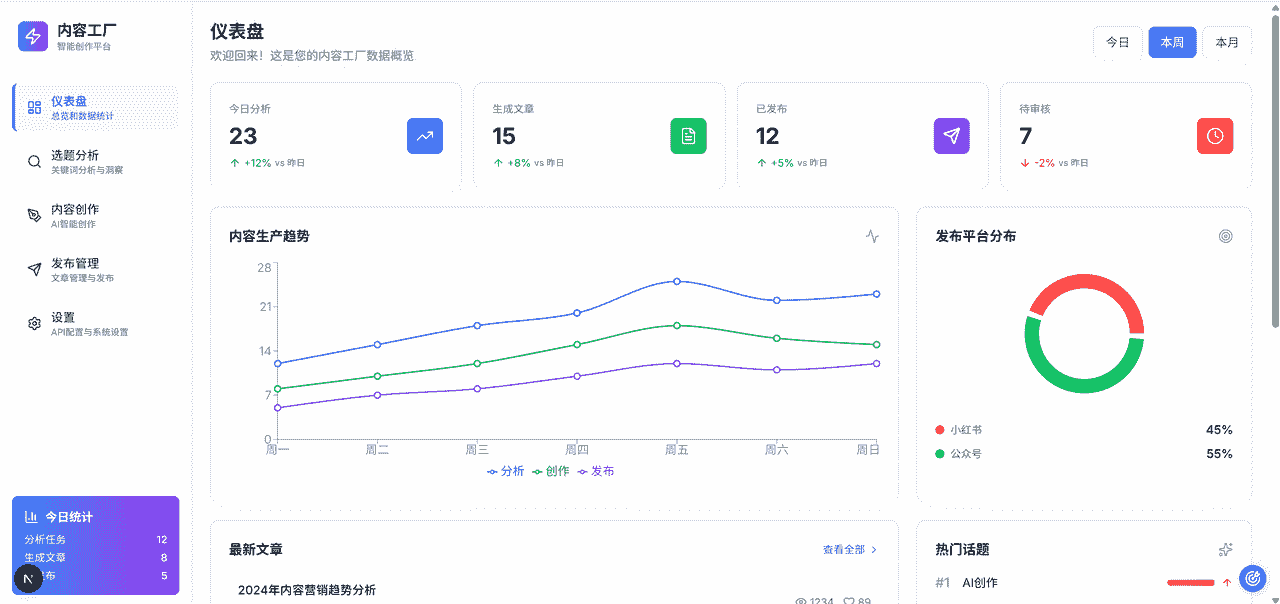 内容工厂
智能创作平台
仪表盘
总览和数据统计
选题分析
关键词分析与洞察
内容创作
AI智能创作
发布管理
文章管理与发布
设置
API配置与系统设置
今日统计
分析任务 12
生成文章 8
布 5
N
仪表盘
欢迎回来！这是您的内容工厂数据概览
今日 本周 本月
今日分析
23
+12% vs 昨日
生成文章
15
+8% vs 昨日
已发布
12
+5% vs 昨日
待审核
7
-2% vs 昨日
内容生产趋势
28
21
14
7
0
周一 周二 周三 周四 周五 周六 周日
分析 创作 发布
发布平台分布
小红书 45%
公众号 55%
最新文章 查看全部
2024年内容营销趋势分析
1234 89
热门话题
#1 AI创作